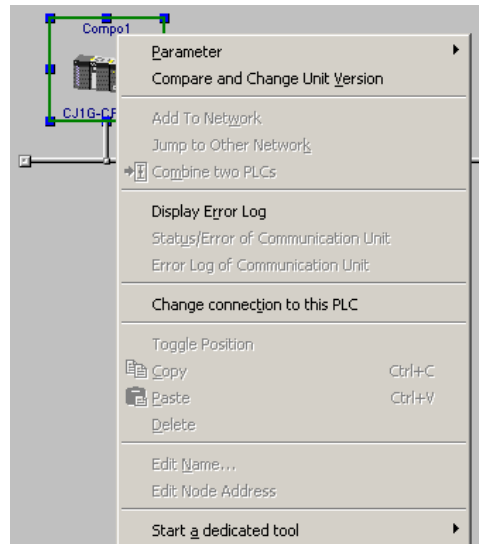 Compo1
CJ1G-CP
Parameter
Compare and Change Unit Version
Add To Network
Jump to Other Network
Combine two PLCs
Display Error Log
Status/Error of Communication Unit
Error Log of Communication Unit
Change connection to this PLC
Toggle Position
Copy Ctrl+C
Paste Ctrl+V
Delete
Edit Name...
Edit Node Address
Start a dedicated tool